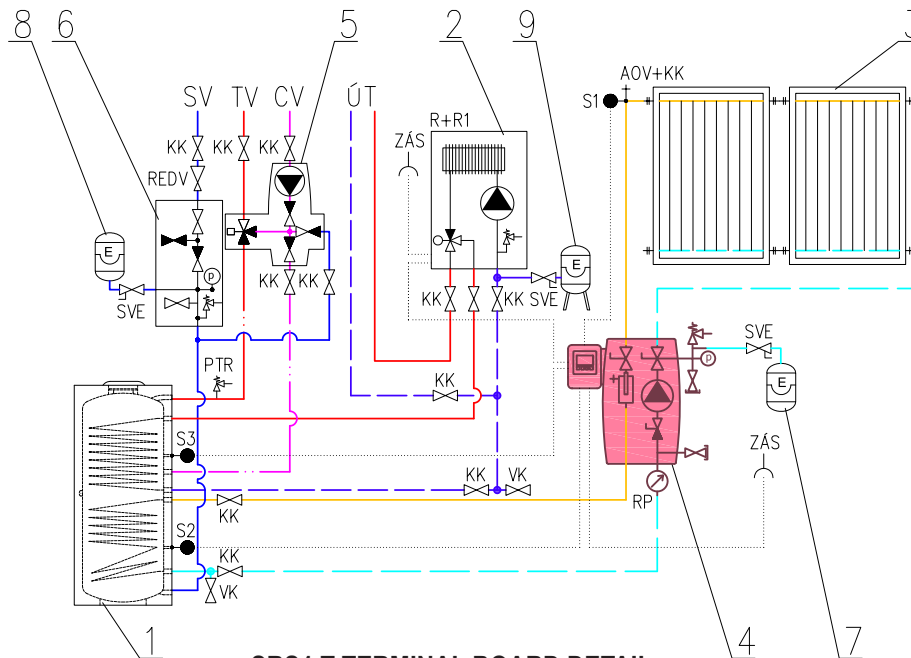 8 6 5 2 9 3
SV TV CV ÚT
AOV+KK
S1
R+R1
ZÁS
KK KK KK
REDV
E
P
SVE
KK KK
KK KK
SVE
E
PTR
KK
SVE
P
E
S3
ZÁS
KK VK
KK
RP
S2
KK
VK
1 4 7